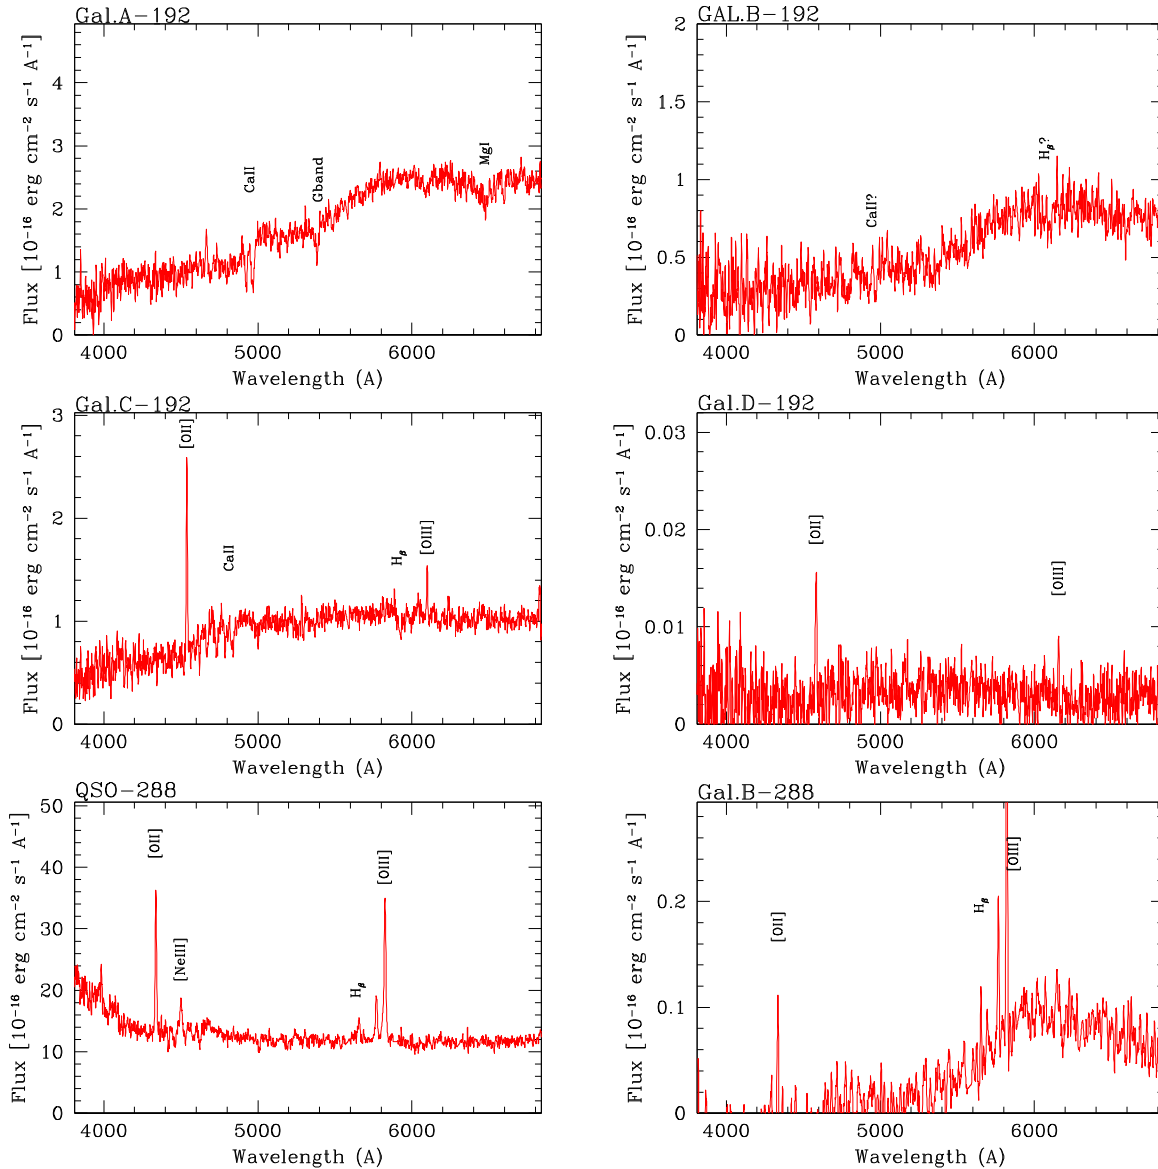 Gal.A−192
Flux [10⁻¹⁶ erg cm⁻² s⁻¹ A⁻¹]
4
3
2
1
0
CaII
Gband
MgI
4000 5000 6000
Wavelength (A)
GAL.B−192
Flux [10⁻¹⁶ erg cm⁻² s⁻¹ A⁻¹]
2
1.5
1
0.5
0
CaII?
Hβ?
4000 5000 6000
Wavelength (A)
Gal.C−192
Flux [10⁻¹⁶ erg cm⁻² s⁻¹ A⁻¹]
3
2
1
0
[OII]
CaII
Hβ
[OIII]
4000 5000 6000
Wavelength (A)
Gal.D−192
Flux [10⁻¹⁶ erg cm⁻² s⁻¹ A⁻¹]
0.03
0.02
0.01
0
[OII]
[OIII]
4000 5000 6000
Wavelength (A)
QSO−288
Flux [10⁻¹⁶ erg cm⁻² s⁻¹ A⁻¹]
50
40
30
20
10
0
[OII]
[NeIII]
Hβ
[OIII]
4000 5000 6000
Wavelength (A)
Gal.B−288
Flux [10⁻¹⁶ erg cm⁻² s⁻¹ A⁻¹]
0.2
0.1
0
[OII]
Hβ
[OIII]
4000 5000 6000
Wavelength (A)